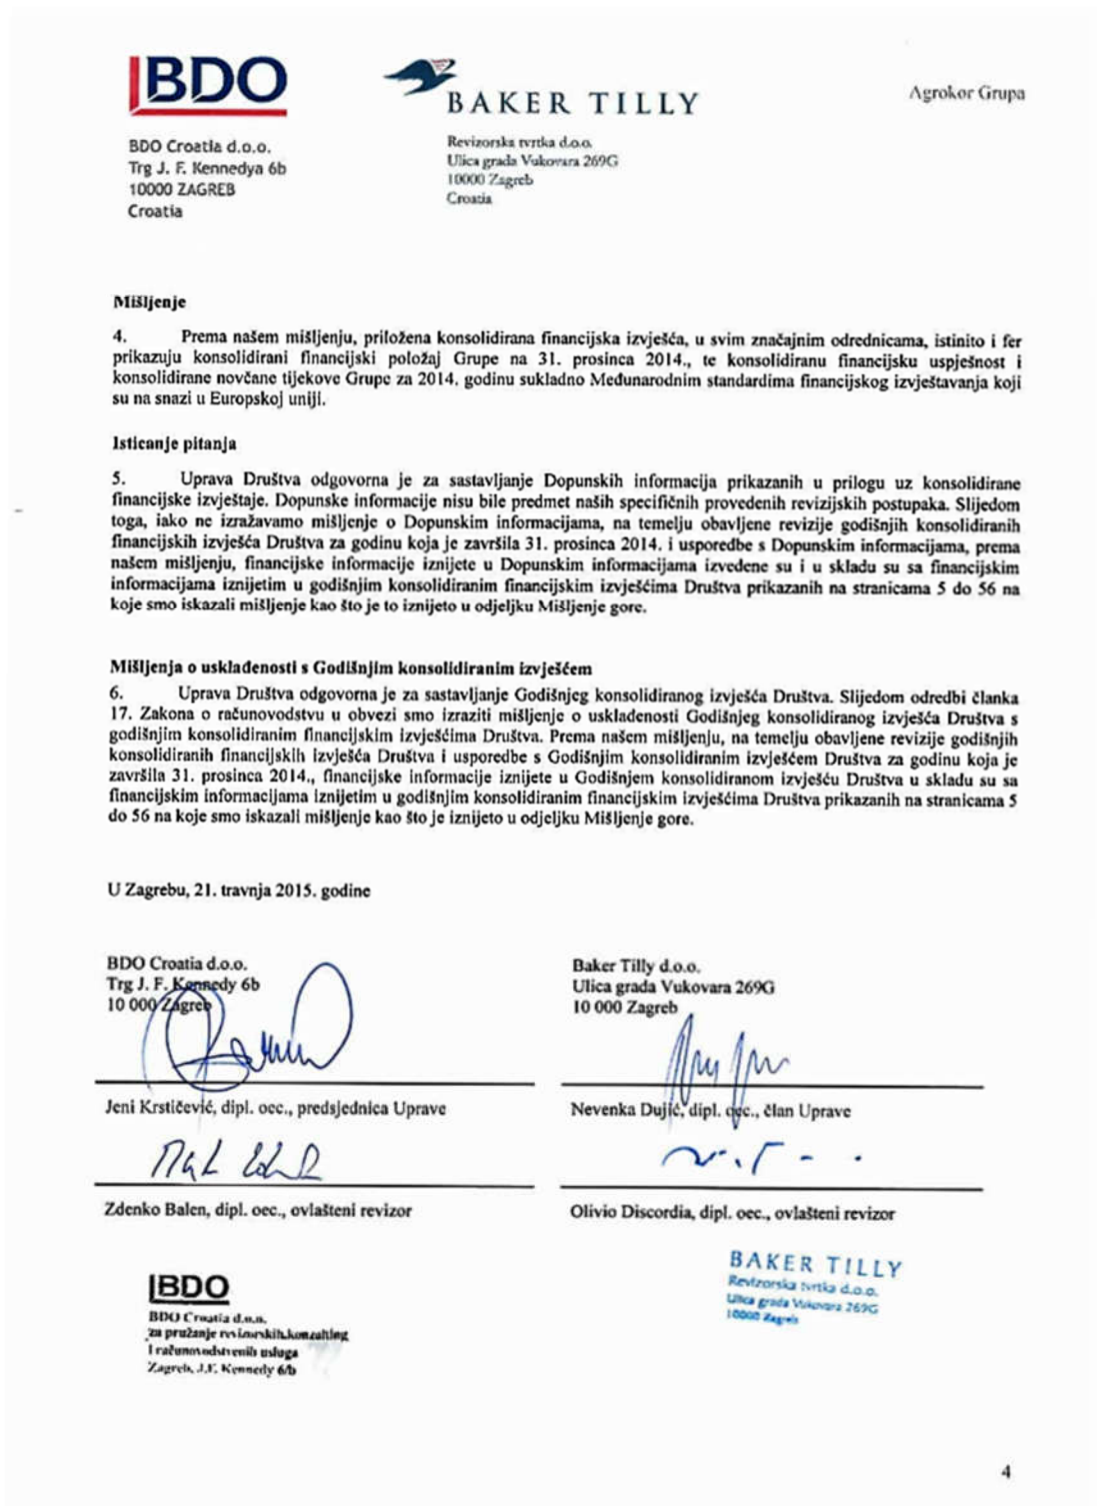 BDO
BAKER TILLY
Agrokor Grupa
BDO Croatia d.o.o.
Trg J. F. Kennedya 6b
10000 ZAGREB
Croatia
Revizorska tvrtka d.o.o.
Ulica grada Vukovara 269G
10000 Zagreb
Croatia
Mišljenje
4. Prema našem mišljenju, priložena konsolidirana financijska izvješća, u svim značajnim odrednicama, istinito i fer
prikazuju konsolidirani financijski položaj Grupe na 31. prosinca 2014., te konsolidiranu financijsku uspješnost i
konsolidirane novčane tijekove Grupe za 2014. godinu sukladno Međunarodnim standardima financijskog izvještavanja koji
su na snazi u Europskoj uniji.
Isticanje pitanja
5. Uprava Društva odgovorna je za sastavljanje Dopunskih informacija prikazanih u prilogu uz konsolidirane
financijske izvještaje. Dopunske informacije nisu bile predmet naših specifičnih provedenih revizijskih postupaka. Slijedom
toga, iako ne izražavamo mišljenje o Dopunskim informacijama, na temelju obavljene revizije godišnjih konsolidiranih
financijskih izvješća Društva za godinu koja je završila 31. prosinca 2014. i usporedbe s Dopunskim informacijama, prema
našem mišljenju, financijske informacije iznijete u Dopunskim informacijama izvedene su i u skladu su sa financijskim
informacijama iznijetim u godišnjim konsolidiranim financijskim izvješćima Društva prikazanih na stranicama 5 do 56 na
koje smo iskazali mišljenje kao što je to iznijeto u odjeljku Mišljenje gore.
Mišljenja o usklađenosti s Godišnjim konsolidiranim izvješćem
6. Uprava Društva odgovorna je za sastavljanje Godišnjeg konsolidiranog izvješća Društva. Slijedom odredbi članka
17. Zakona o računovodstvu u obvezi smo izraziti mišljenje o usklađenosti Godišnjeg konsolidiranog izvješća Društva s
godišnjim konsolidiranim financijskim izvješćima Društva. Prema našem mišljenju, na temelju obavljene revizije godišnjih
konsolidiranih financijskih izvješća Društva i usporedbe s Godišnjim konsolidiranim izvješćem Društva za godinu koja je
završila 31. prosinca 2014., financijske informacije iznijete u Godišnjem konsolidiranom izvješću Društva u skladu su sa
financijskim informacijama iznijetim u godišnjim konsolidiranim financijskim izvješćima Društva prikazanih na stranicama 5
do 56 na koje smo iskazali mišljenje kao što je iznijeto u odjeljku Mišljenje gore.
U Zagrebu, 21. travnja 2015. godine
BDO Croatia d.o.o.
Trg J. F. Kennedy 6b
10 000 Zagreb
Baker Tilly d.o.o.
Ulica grada Vukovara 269G
10 000 Zagreb
Jeni Krstičević, dipl. oec., predsjednica Uprave
Nevenka Dujić, dipl. oec., član Uprave
Zdenko Balen, dipl. oec., ovlašteni revizor
Olivio Discordia, dipl. oec., ovlašteni revizor
BDO
BDO Croatia d.o.o.
za pružanje revizorskih, konzalting
i računovodstvenih usluga
Zagreb, J.F. Kennedy 6/b
BAKER TILLY
Revizorska tvrtka d.o.o.
Ulica grada Vukovara 269G
10000 Zagreb
4